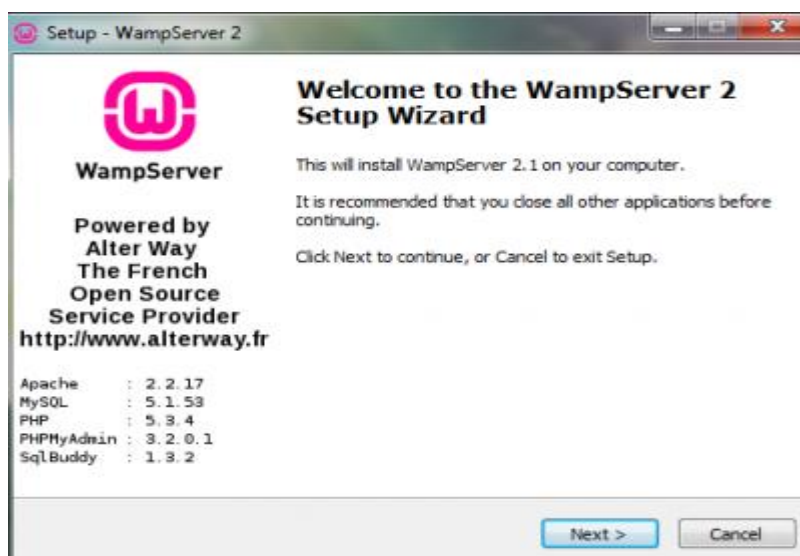 Setup - WampServer 2
W
WampServer
Powered by
Alter Way
The French
Open Source
Service Provider
http://www.alterway.fr
Apache : 2.2.17
MySQL : 5.1.53
PHP : 5.3.4
PHPMyAdmin : 3.2.0.1
SqlBuddy : 1.3.2
Welcome to the WampServer 2
Setup Wizard
This will install WampServer 2.1 on your computer.
It is recommended that you close all other applications before
continuing.
Click Next to continue, or Cancel to exit Setup.
Next >
Cancel